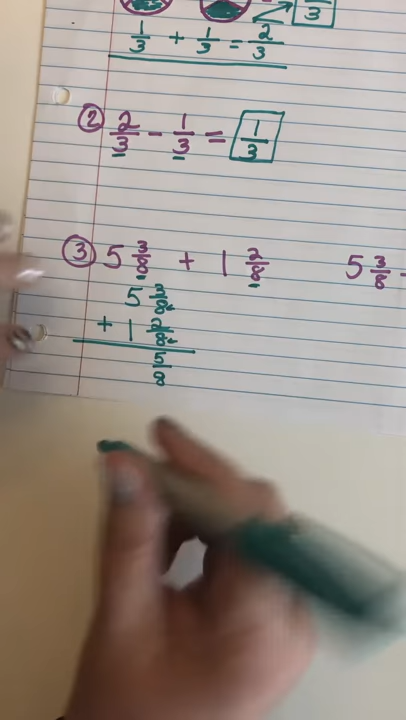 3
1/3 + 1/3 = 2/3
② 2/3 - 1/3 = 1/3
③ 5 3/8 + 1 2/8
5 3/8 -
5 3/8
+ 1 2/8
5/8